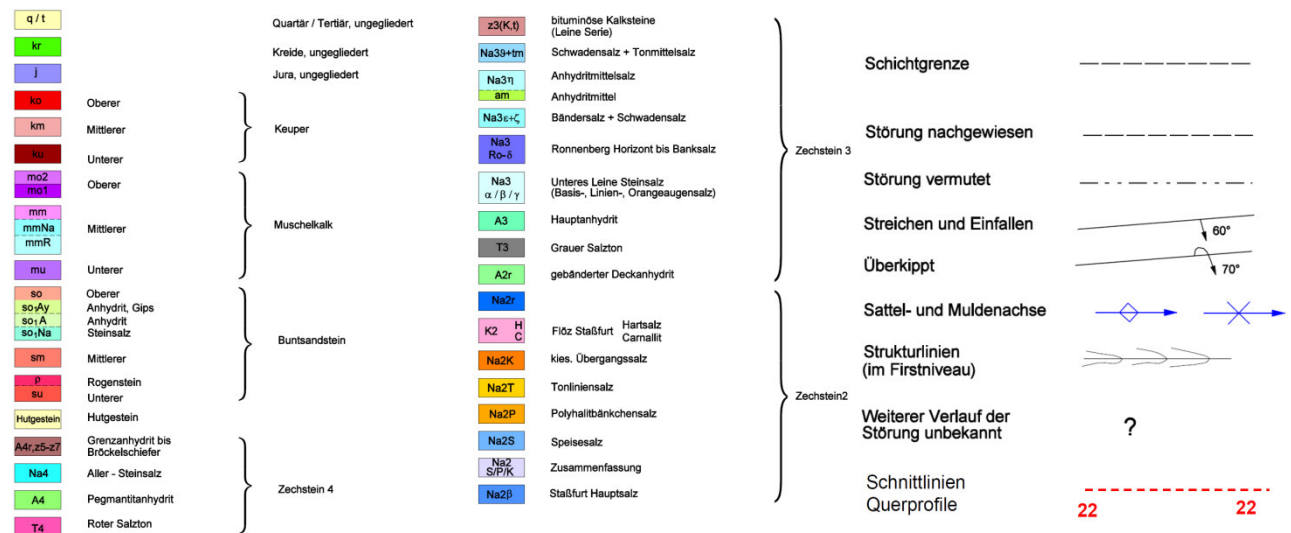 q / t Quartär / Tertiär, ungegliedert
kr Kreide, ungegliedert
j Jura, ungegliedert
ko Oberer
km Mittlerer
Keuper
ku Unterer
mo2
mo1
Oberer
mm
mmNa
mmR
Mittlerer
Muschelkalk
mu Unterer
so Oberer
so₁Ay Anhydrit, Gips
so₁A Anhydrit
so₁Na Steinsalz
Buntsandstein
sm Mittlerer
ρ Rogenstein
su Unterer
Hutgestein Hutgestein
A4r,z5-z7 Grenzanhydrit bis
Bröckelschiefer
Na4 Aller - Steinsalz
Zechstein 4
A4 Pegmantitanhydrit
T4 Roter Salzton
z3(K,t) bituminöse Kalksteine
(Leine Serie)
Na3ϑ+tm Schwadensalz + Tonmittelsalz
Na3η Anhydritmittelsalz
am Anhydritmittel
Na3ε+ζ Bändersalz + Schwadensalz
Na3
Ro-δ
Ronnenberg Horizont bis Banksalz
Zechstein 3
Na3
α / β / γ
Unteres Leine Steinsalz
(Basis-, Linien-, Orangeaugensalz)
A3 Hauptanhydrit
T3 Grauer Salzton
A2r gebänderter Deckanhydrit
Na2r
K2 H
C
Flöz Staßfurt Hartsalz
Carnallit
Na2K kies. Übergangssalz
Na2T Tonliniensalz
Zechstein2
Na2P Polyhalitbänkchensalz
Na2S Speisesalz
Na2
S/P/K
Zusammenfassung
Na2β Staßfurt Hauptsalz
Schichtgrenze
Störung nachgewiesen
Störung vermutet
Streichen und Einfallen 60°
Überkippt 70°
Sattel- und Muldenachse
Strukturlinien
(im Firstniveau)
Weiterer Verlauf der
Störung unbekannt ?
Schnittlinien
Querprofile
22 22